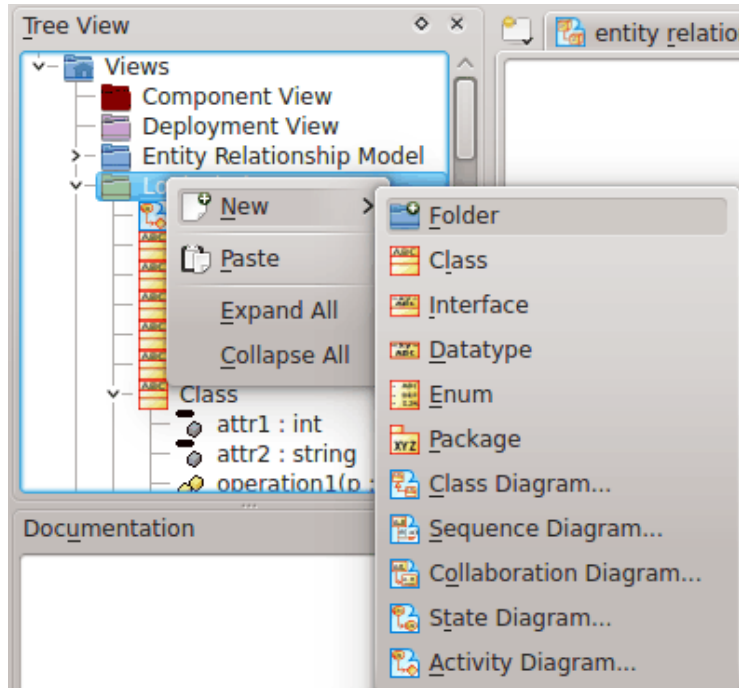 Tree View
entity relatio
Views
Component View
Deployment View
Entity Relationship Model
New
Paste
Expand All
Collapse All
Class
attr1 : int
attr2 : string
operation1(p :
Documentation
Folder
Class
Interface
Datatype
Enum
Package
Class Diagram...
Sequence Diagram...
Collaboration Diagram...
State Diagram...
Activity Diagram...